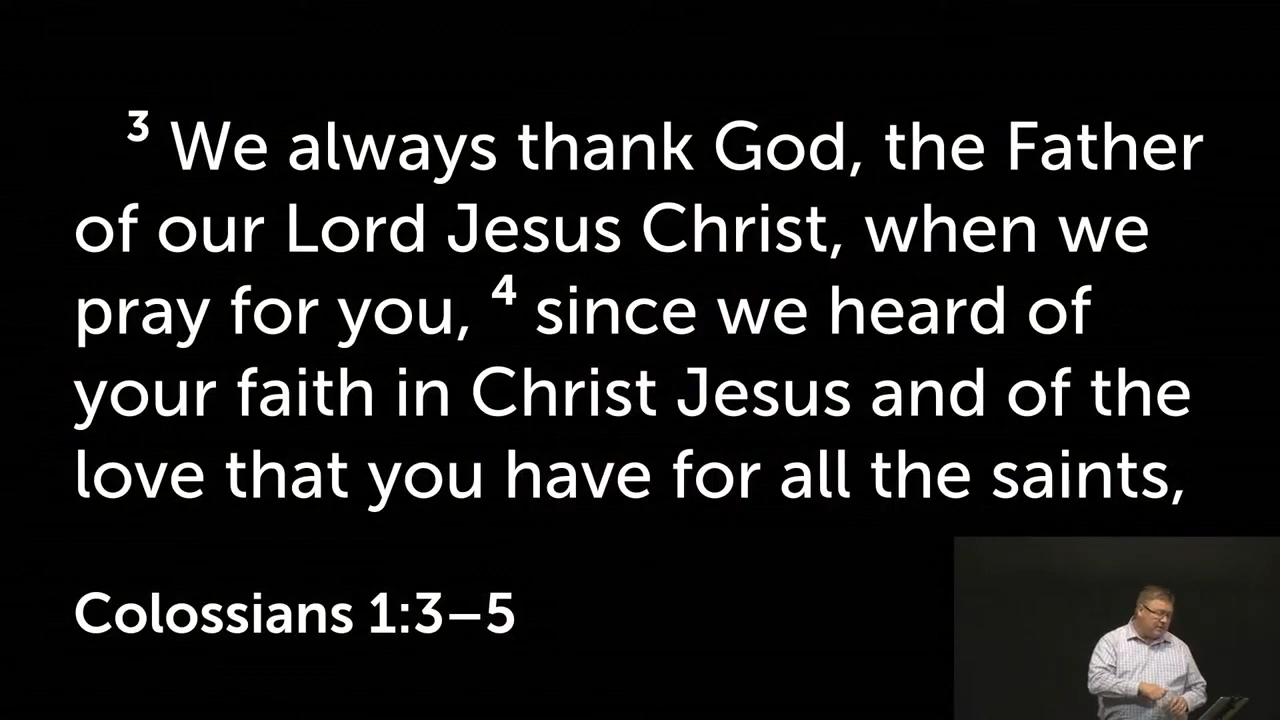 ³ We always thank God, the Father
of our Lord Jesus Christ, when we
pray for you, ⁴ since we heard of
your faith in Christ Jesus and of the
love that you have for all the saints,
Colossians 1:3–5